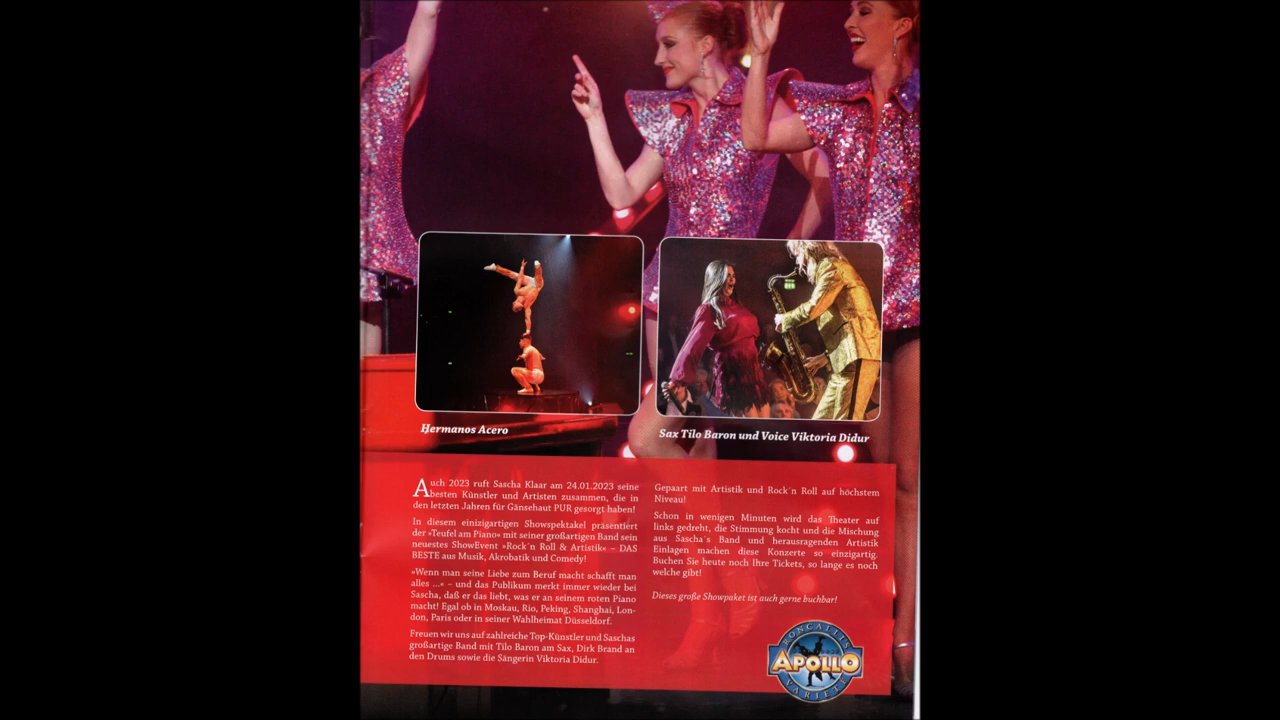 Hermanos Acero
Sax Tilo Baron und Voice Viktoria Didur
Auch 2023 ruft Sascha Klaar am 24.01.2023 seine
besten Künstler und Artisten zusammen, die in
den letzten Jahren für Gänsehaut PUR gesorgt haben!
In diesem einizigartigen Showspektakel präsentiert
der »Teufel am Piano« mit seiner großartigen Band sein
neuestes ShowEvent »Rock´n Roll & Artistik« – DAS
BESTE aus Musik, Akrobatik und Comedy!
»Wenn man seine Liebe zum Beruf macht schafft man
alles ...« – und das Publikum merkt immer wieder bei
Sascha, daß er das liebt, was er an seinem roten Piano
macht! Egal ob in Moskau, Rio, Peking, Shanghai, Lon-
don, Paris oder in seiner Wahlheimat Düsseldorf.
Freuen wir uns auf zahlreiche Top-Künstler und Saschas
großartige Band mit Tilo Baron am Sax, Dirk Brand an
den Drums sowie die Sängerin Viktoria Didur.
Gepaart mit Artistik und Rock´n Roll auf höchstem
Niveau!
Schon in wenigen Minuten wird das Theater auf
links gedreht, die Stimmung kocht und die Mischung
aus Sascha`s Band und herausragenden Artistik
Einlagen machen diese Konzerte so einzigartig.
Buchen Sie heute noch Ihre Tickets, so lange es noch
welche gibt!
Dieses große Showpaket ist auch gerne buchbar!
RONCALLIS
APOLLO
VARIETÉ